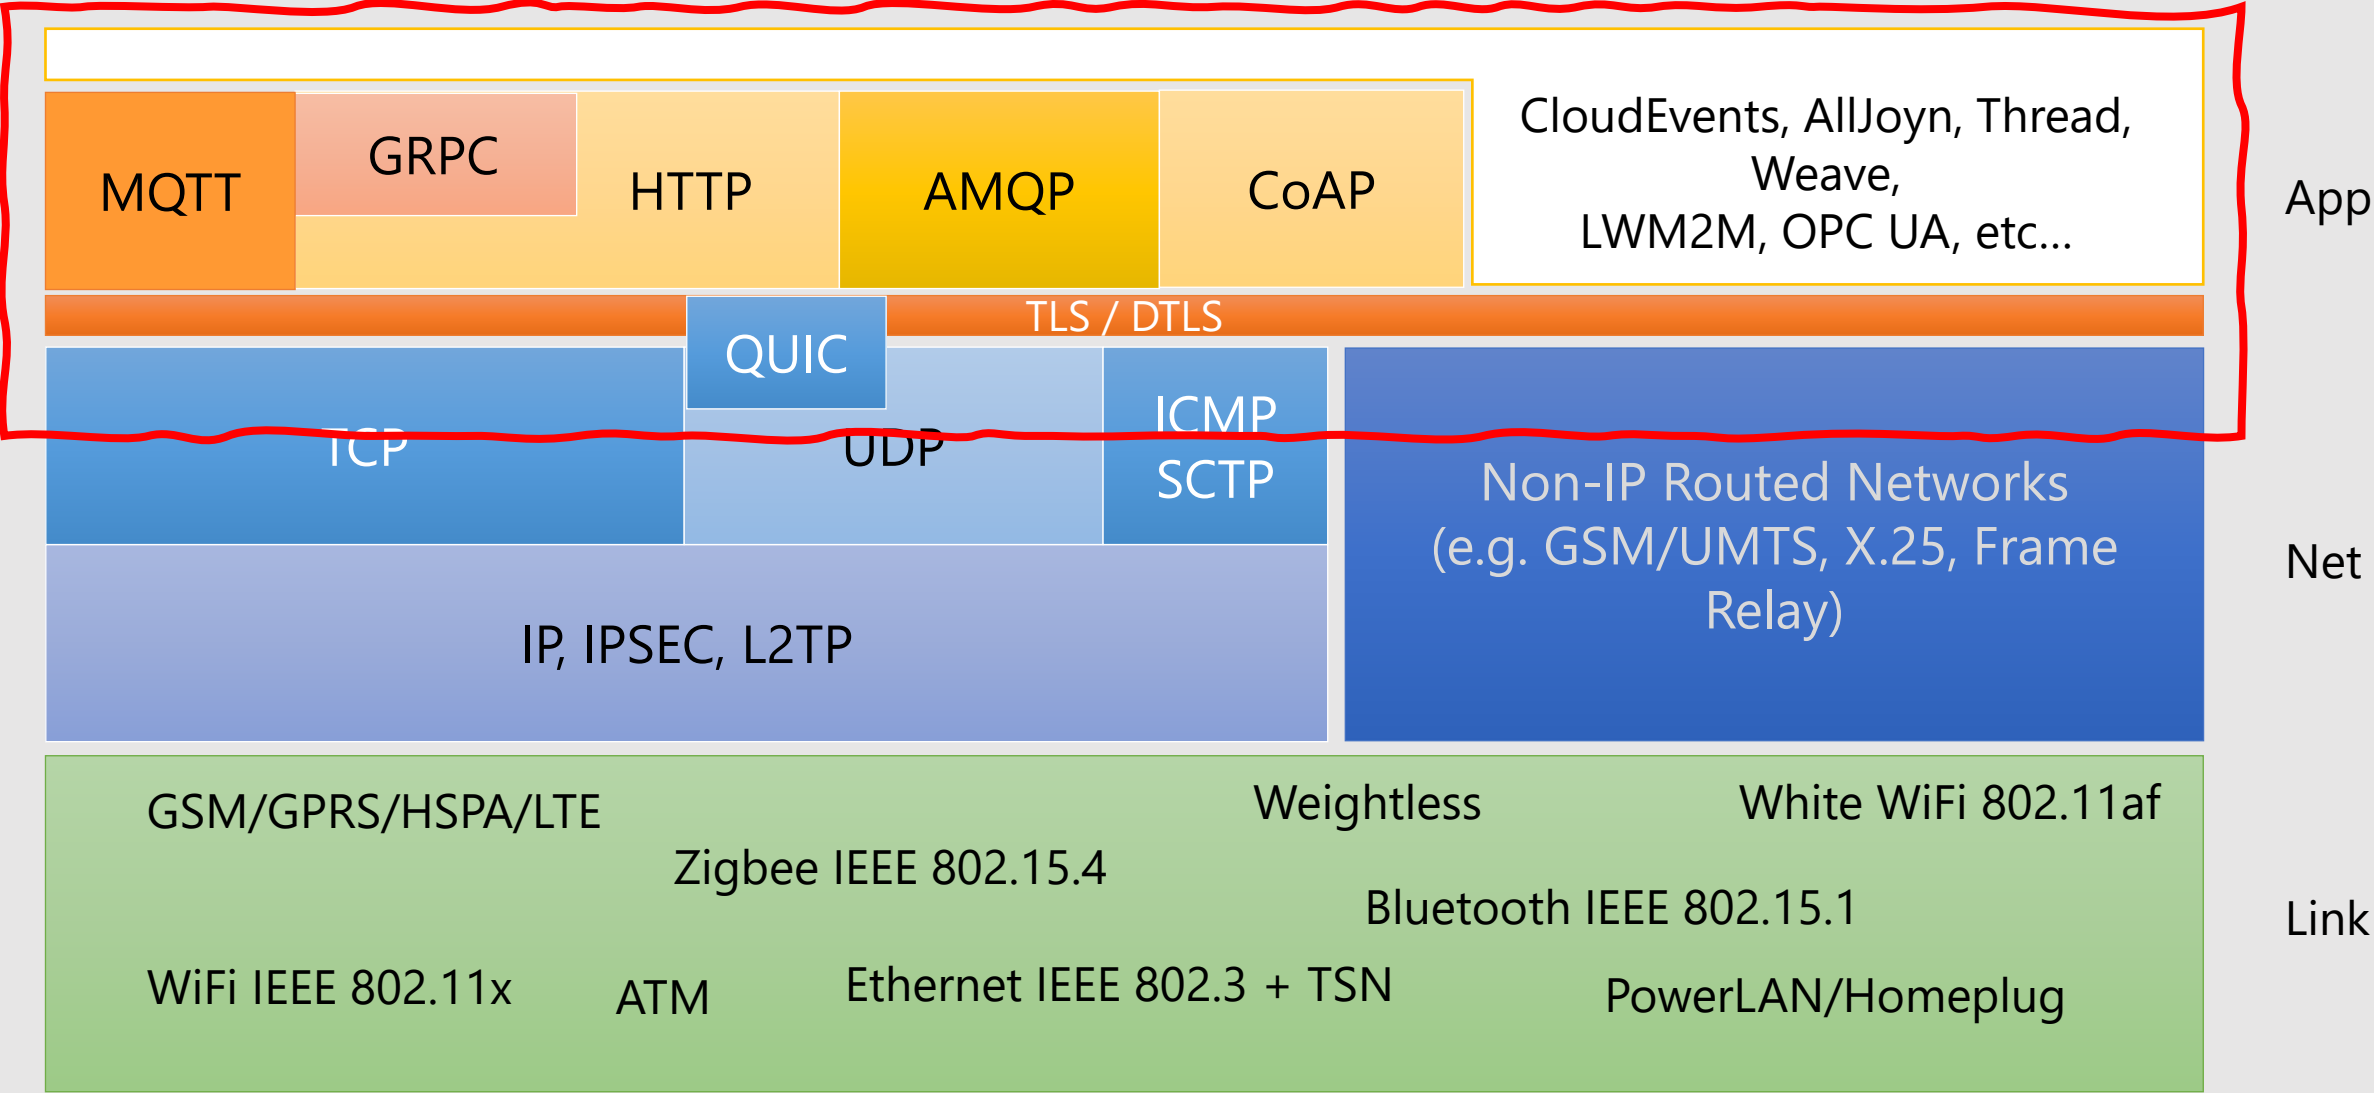 CloudEvents, AllJoyn, Thread,
Weave,
LWM2M, OPC UA, etc...
MQTT
GRPC
HTTP
AMQP
CoAP
App
TLS / DTLS
QUIC
TCP
UDP
ICMP
SCTP
Non-IP Routed Networks
(e.g. GSM/UMTS, X.25, Frame
Relay)
Net
IP, IPSEC, L2TP
GSM/GPRS/HSPA/LTE
Weightless
White WiFi 802.11af
Zigbee IEEE 802.15.4
Bluetooth IEEE 802.15.1
Link
WiFi IEEE 802.11x
ATM
Ethernet IEEE 802.3 + TSN
PowerLAN/Homeplug